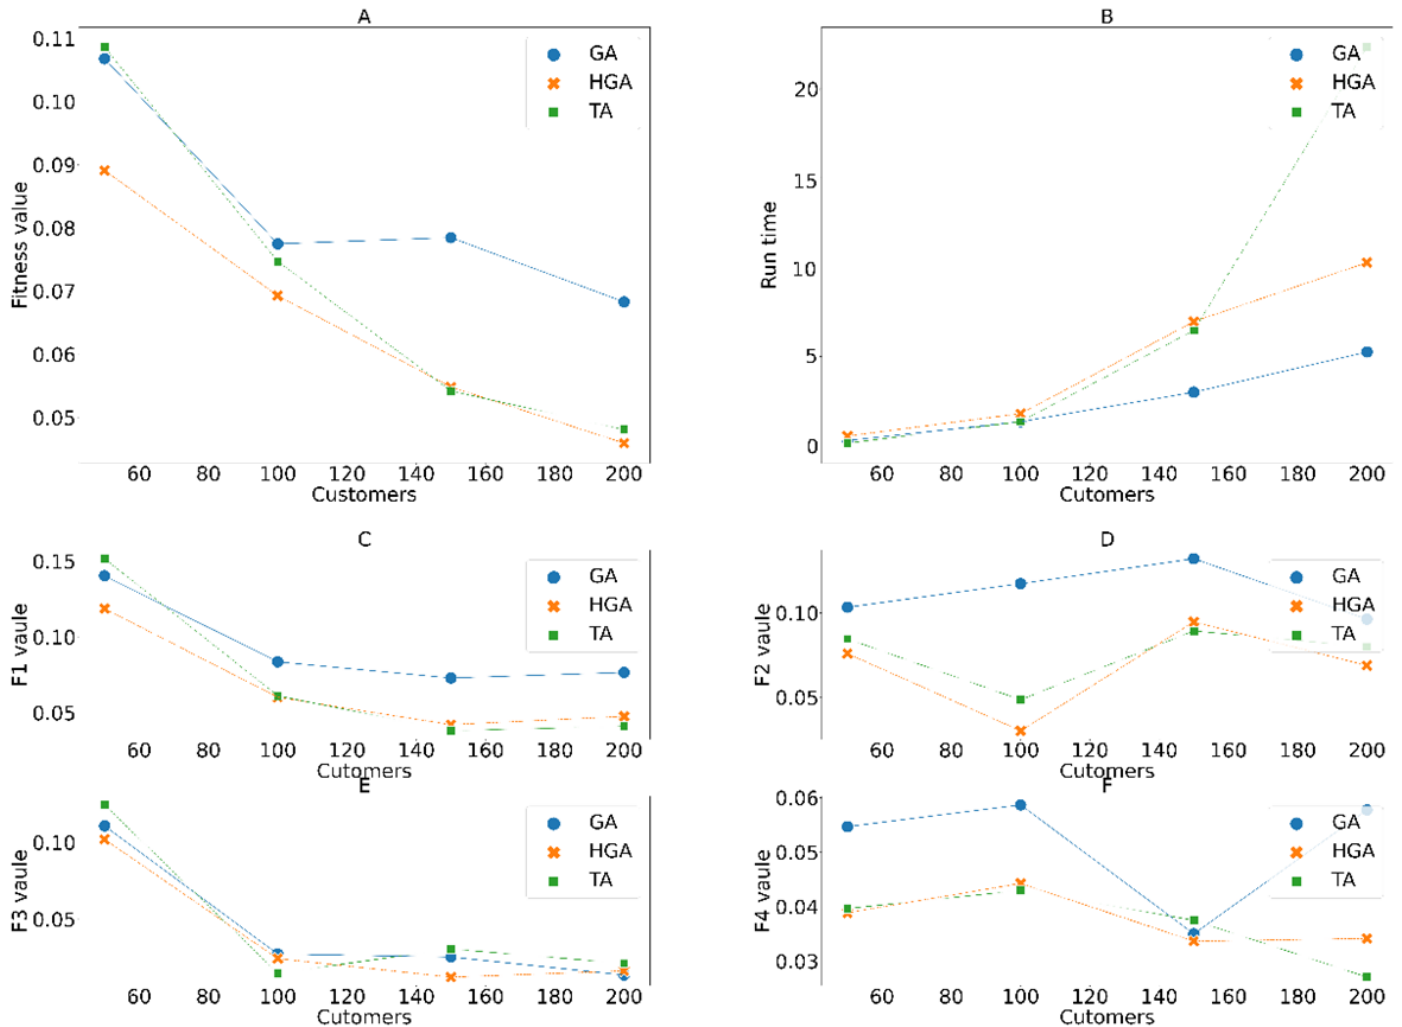 A
0.11
0.10
0.09
0.08
0.07
0.06
0.05
Fitness value
GA
HGA
TA
60 80 100 120 140 160 180 200
Customers
B
20
15
10
5
0
Run time
GA
HGA
TA
60 80 100 120 140 160 180 200
Cutomers
C
0.15
0.10
0.05
F1 vaule
GA
HGA
TA
60 80 100 120 140 160 180 200
Cutomers
D
0.10
0.05
F2 vaule
GA
HGA
TA
60 80 100 120 140 160 180 200
Cutomers
E
0.10
0.05
F3 vaule
GA
HGA
TA
60 80 100 120 140 160 180 200
Cutomers
F
0.06
0.05
0.04
0.03
F4 vaule
GA
HGA
TA
60 80 100 120 140 160 180 200
Cutomers